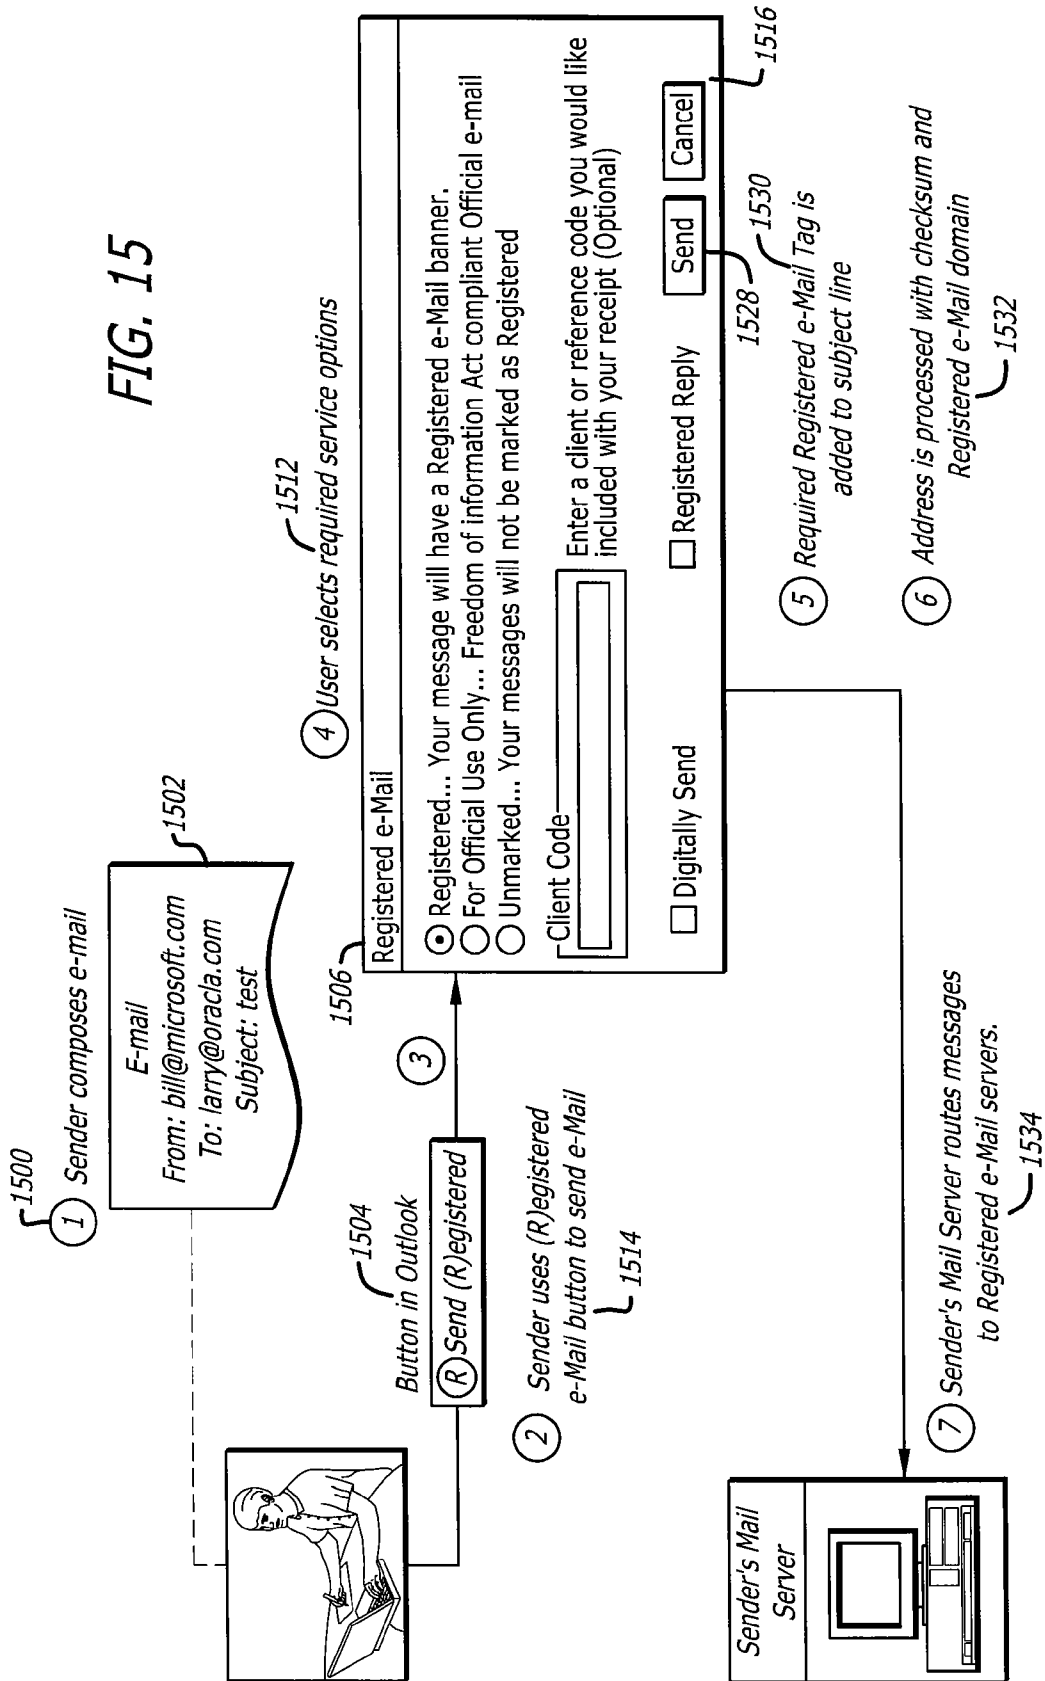 FIG. 15
1500
1 Sender composes e-mail
1502
E-mail
From: bill@microsoft.com
To: larry@oracla.com
Subject: test
1504
Button in Outlook
R Send (R)egistered
2 Sender uses (R)egistered
e-Mail button to send e-Mail
1514
3
1512
4 User selects required service options
1506
Registered e-Mail
Registered... Your message will have a Registered e-Mail banner.
For Official Use Only... Freedom of information Act compliant Official e-mail
Unmarked... Your messages will not be marked as Registered
Client Code
Enter a client or reference code you would like
included with your receipt (Optional)
Digitally Send
Registered Reply
Send
Cancel
1516
1528
1530
5 Required Registered e-Mail Tag is
added to subject line
6 Address is processed with checksum and
Registered e-Mail domain
1532
Sender's Mail
Server
7 Sender's Mail Server routes messages
to Registered e-Mail servers.
1534